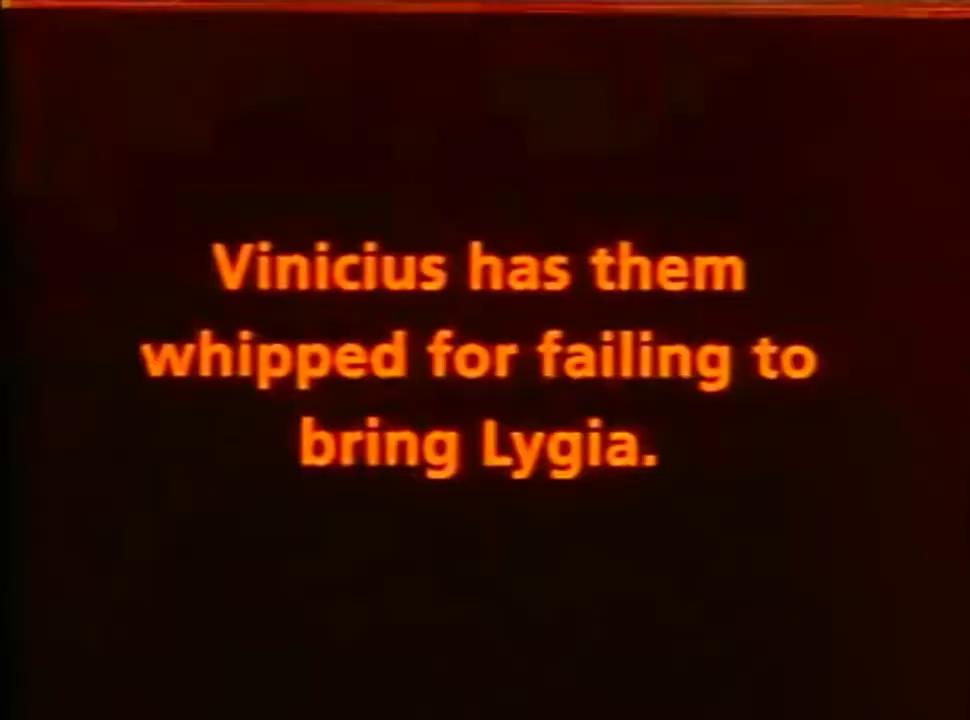 Vinicius has them
whipped for failing to
bring Lygia.